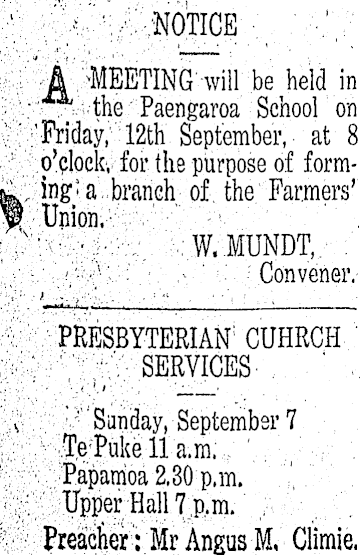 NOTICE
A MEETING will be held in
the Paengaroa School on
Friday, 12th September, at 8
o'clock, for the purpose of form-
ing a branch of the Farmers'
Union.
W. MUNDT,
Convener.
PRESBYTERIAN CUHRCH
SERVICES
Sunday, September 7
Te Puke 11 a.m.
Papamoa 2.30 p.m.
Upper Hall 7 p.m.
Preacher: Mr Angus M. Climie.